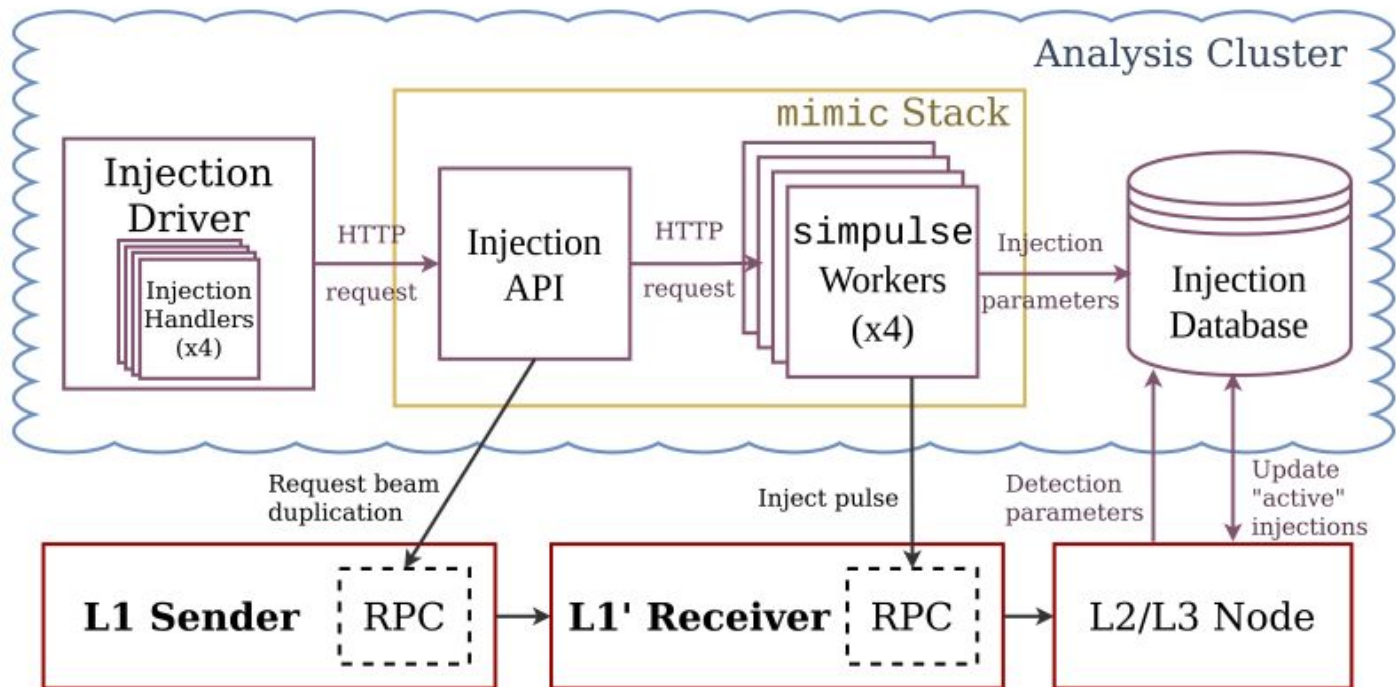 Analysis Cluster
mimic Stack
Injection
Driver
Injection
Handlers
(x4)
HTTP
request
Injection
API
HTTP
request
simpulse
Workers
(x4)
Injection
parameters
Injection
Database
Request beam
duplication
Inject pulse
Detection
parameters
Update
"active"
injections
L1 Sender
RPC
L1' Receiver
RPC
L2/L3 Node